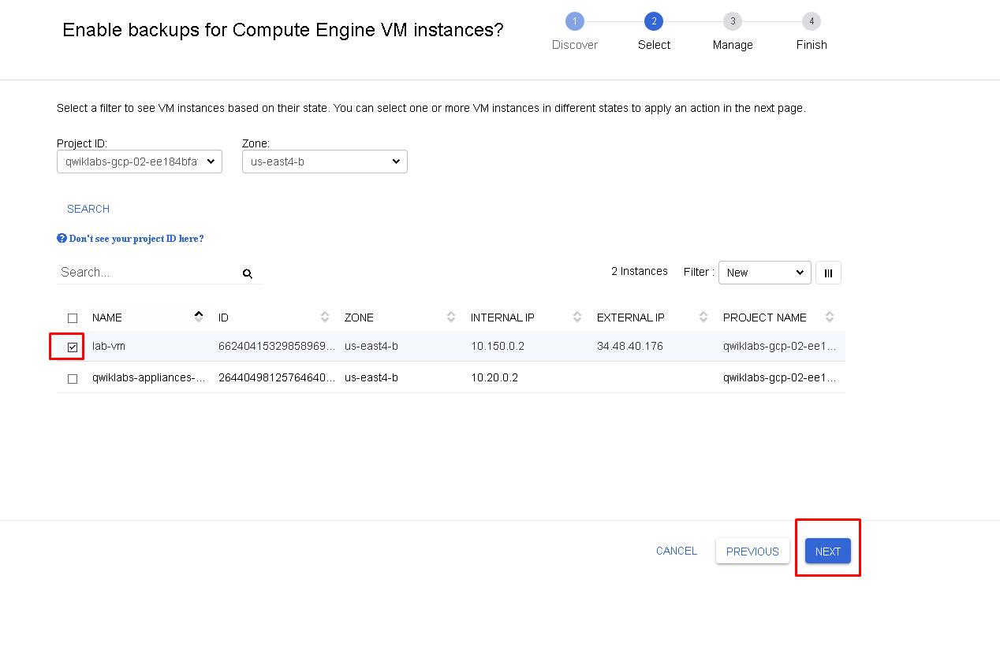 Enable backups for Compute Engine VM instances?
1 2 3 4
Discover Select Manage Finish
Select a filter to see VM instances based on their state. You can select one or more VM instances in different states to apply an action in the next page.
Project ID: Zone:
qwiklabs-gcp-02-ee184bfa us-east4-b
SEARCH
? Don't see your project ID here?
Search... 2 Instances Filter : New
NAME ID ZONE INTERNAL IP EXTERNAL IP PROJECT NAME
lab-vm 66240415329858969... us-east4-b 10.150.0.2 34.48.40.176 qwiklabs-gcp-02-ee1...
qwiklabs-appliances-... 26440498125764640... us-east4-b 10.20.0.2 qwiklabs-gcp-02-ee1...
CANCEL PREVIOUS NEXT